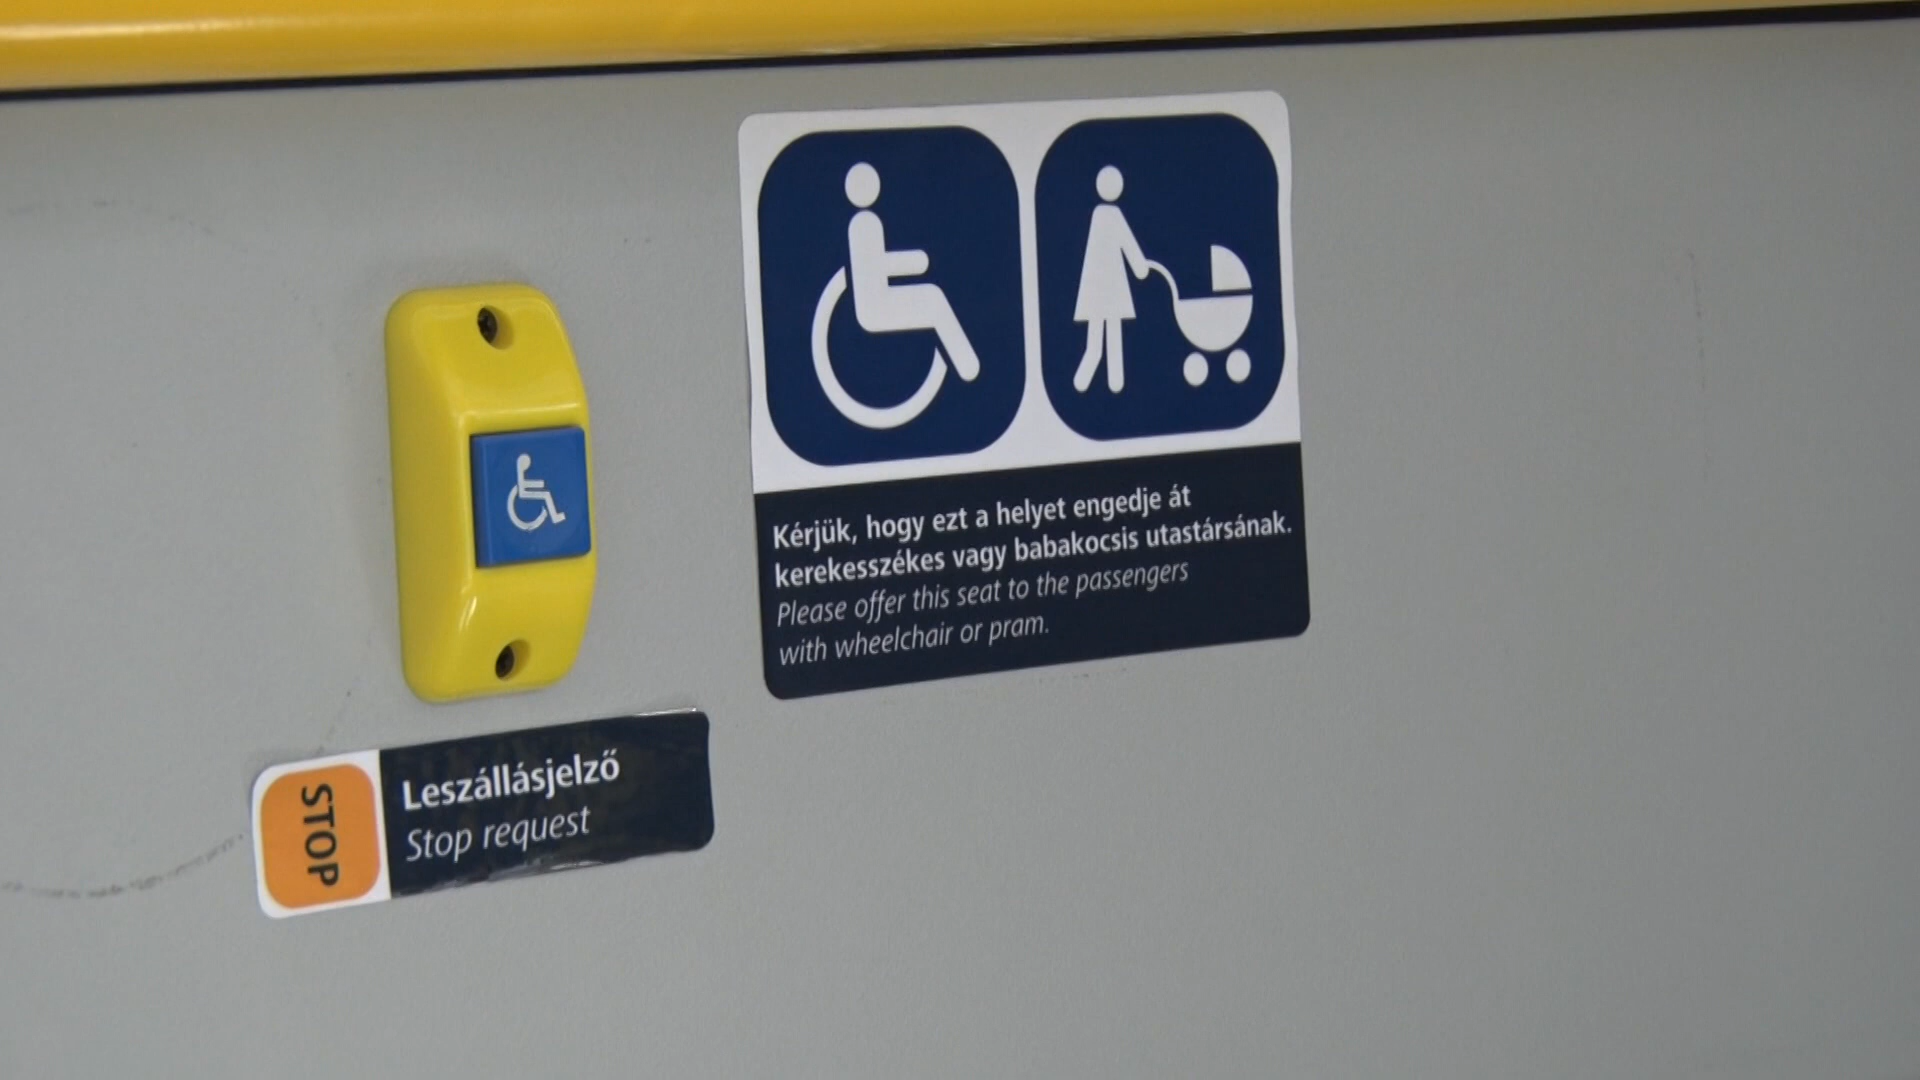 Kérjük, hogy ezt a helyet engedje át
kerekesszékes vagy babakocsis utastársának.
Please offer this seat to the passengers
with wheelchair or pram.
STOP
Leszállásjelző
Stop request